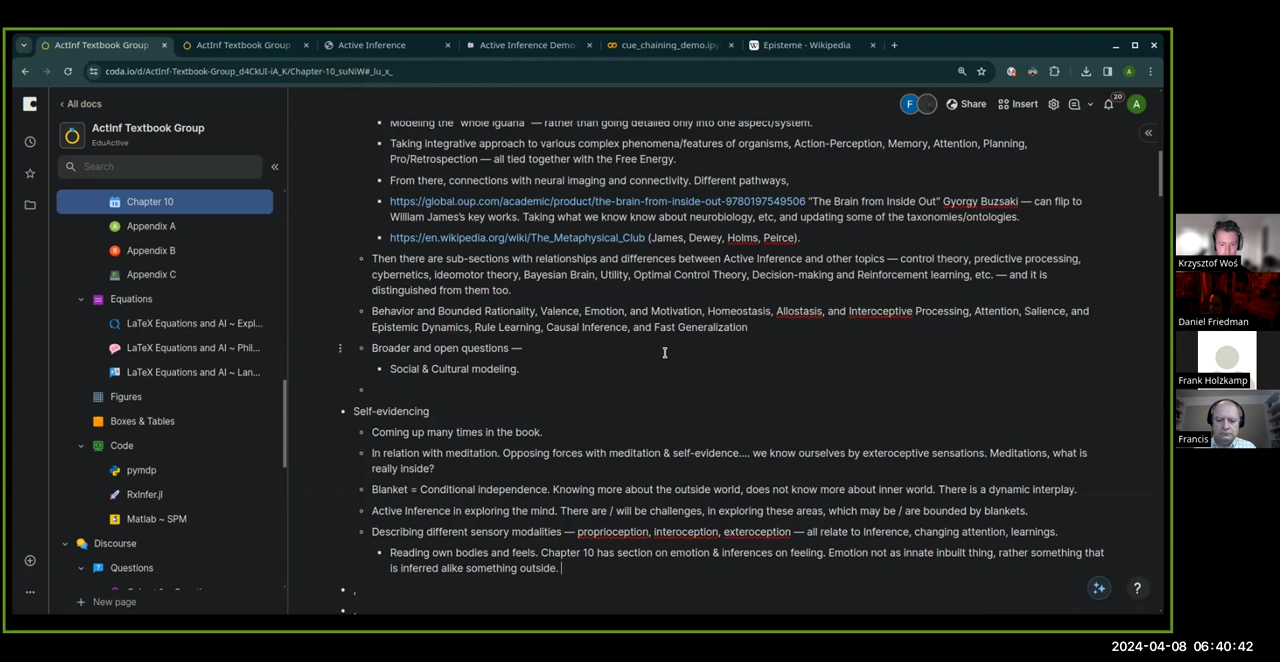 ActInf Textbook Group
ActInf Textbook Group
Active Inference
Active Inference Demo
cue_chaining_demo.ipy
Episteme - Wikipedia
coda.io/d/ActInf-Textbook-Group_d4CkUI-iA_K/Chapter-10_suNiW#_lu_x_
All docs
ActInf Textbook Group
EduActive
Search
Chapter 10
Appendix A
Appendix B
Appendix C
Equations
LaTeX Equations and AI ~ Expl...
LaTeX Equations and AI ~ Phil...
LaTeX Equations and AI ~ Lan...
Figures
Boxes & Tables
Code
pymdp
RxInfer.jl
Matlab ~ SPM
Discourse
Questions
New page
F
Share
Insert
20
A
Modeling the "whole iguana" — rather than going detailed only into one aspect/system.
Taking integrative approach to various complex phenomena/features of organisms, Action-Perception, Memory, Attention, Planning,
Pro/Retrospection — all tied together with the Free Energy.
From there, connections with neural imaging and connectivity. Different pathways,
https://global.oup.com/academic/product/the-brain-from-inside-out-9780197549506 "The Brain from Inside Out" Gyorgy Buzsaki — can flip to
William James's key works. Taking what we know know about neurobiology, etc, and updating some of the taxonomies/ontologies.
https://en.wikipedia.org/wiki/The_Metaphysical_Club (James, Dewey, Holms, Peirce).
Then there are sub-sections with relationships and differences between Active Inference and other topics — control theory, predictive processing,
cybernetics, ideomotor theory, Bayesian Brain, Utility, Optimal Control Theory, Decision-making and Reinforcement learning, etc. — and it is
distinguished from them too.
Behavior and Bounded Rationality, Valence, Emotion, and Motivation, Homeostasis, Allostasis, and Interoceptive Processing, Attention, Salience, and
Epistemic Dynamics, Rule Learning, Causal Inference, and Fast Generalization
Broader and open questions —
Social & Cultural modeling.
Self-evidencing
Coming up many times in the book.
In relation with meditation. Opposing forces with meditation & self-evidence.... we know ourselves by exteroceptive sensations. Meditations, what is
really inside?
Blanket = Conditional independence. Knowing more about the outside world, does not know more about inner world. There is a dynamic interplay.
Active Inference in exploring the mind. There are / will be challenges, in exploring these areas, which may be / are bounded by blankets.
Describing different sensory modalities — proprioception, interoception, exteroception — all relate to Inference, changing attention, learnings.
Reading own bodies and feels. Chapter 10 has section on emotion & inferences on feeling. Emotion not as innate inbuilt thing, rather something that
is inferred alike something outside.
,
Krzysztof Woś
Daniel Friedman
Frank Holzkamp
Francis
2024-04-08 06:40:42